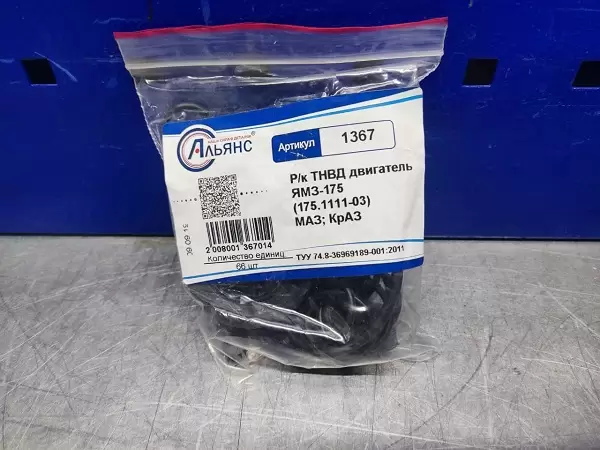 Альянс
Артикул 1367
Р/к ТНВД двигатель
ЯМЗ-175
(175.1111-03)
МАЗ; КрАЗ
2 008001 367014
Количество единиц
66 шт
ТУУ 74.8-36969189-001:2011